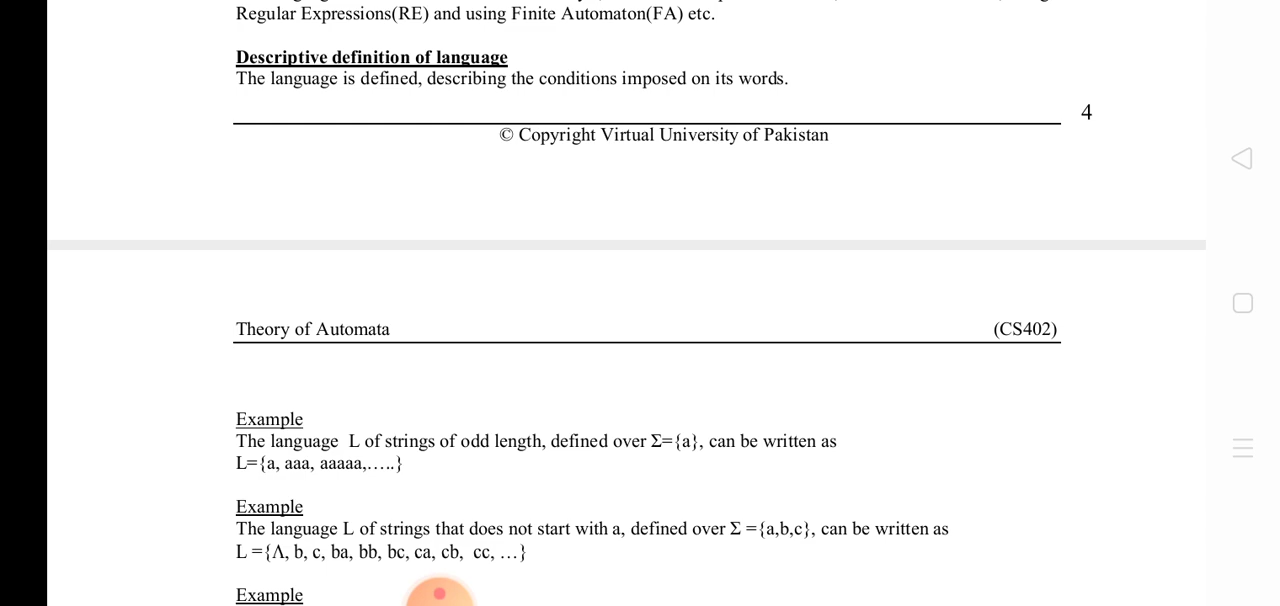 Regular Expressions(RE) and using Finite Automaton(FA) etc.
Descriptive definition of language
The language is defined, describing the conditions imposed on its words.
4
© Copyright Virtual University of Pakistan
Theory of Automata (CS402)
Example
The language L of strings of odd length, defined over Σ={a}, can be written as
L={a, aaa, aaaaa,…..}
Example
The language L of strings that does not start with a, defined over Σ ={a,b,c}, can be written as
L ={Λ, b, c, ba, bb, bc, ca, cb, cc, …}
Example